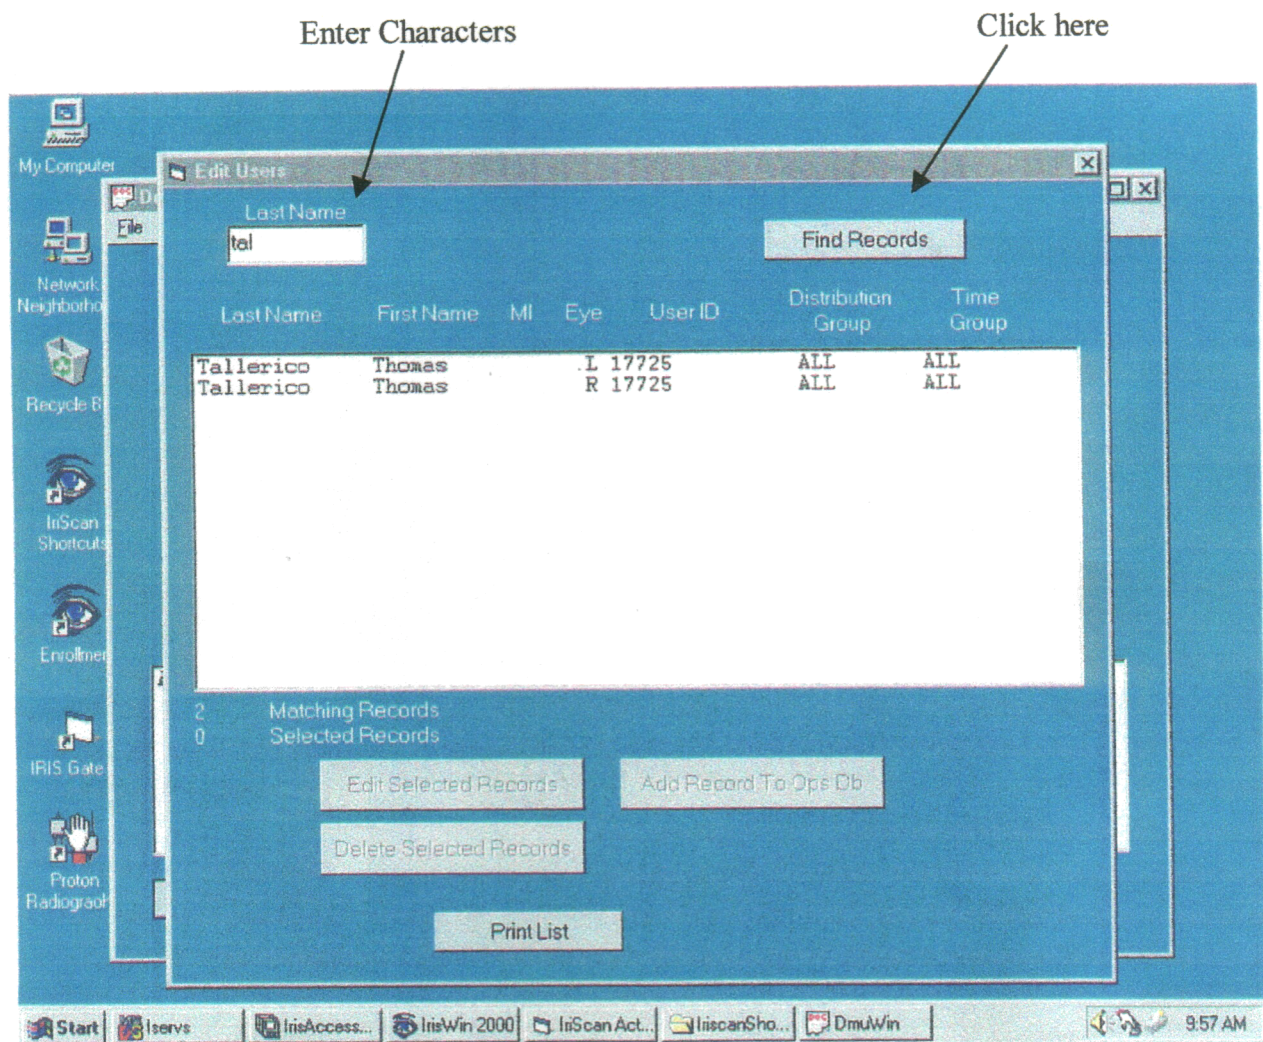 Enter Characters
Click here
My Computer
Edit Users
Last Name
tal
Find Records
File
Network
Neighborho
Last Name First Name MI Eye User ID Distribution Group Time Group
Tallerico Thomas L 17725 ALL ALL
Tallerico Thomas R 17725 ALL ALL
Recycle B
IriScan
Shortcuts
Enrollmen
2 Matching Records
0 Selected Records
IRIS Gate
Edit Selected Records Add Record To Ops Db
Delete Selected Records
Proton
Radiograph
Print List
Start Iservs IrisAccess... IrisWin 2000 IriScan Act... IriscanSho... DmuWin 9:57 AM